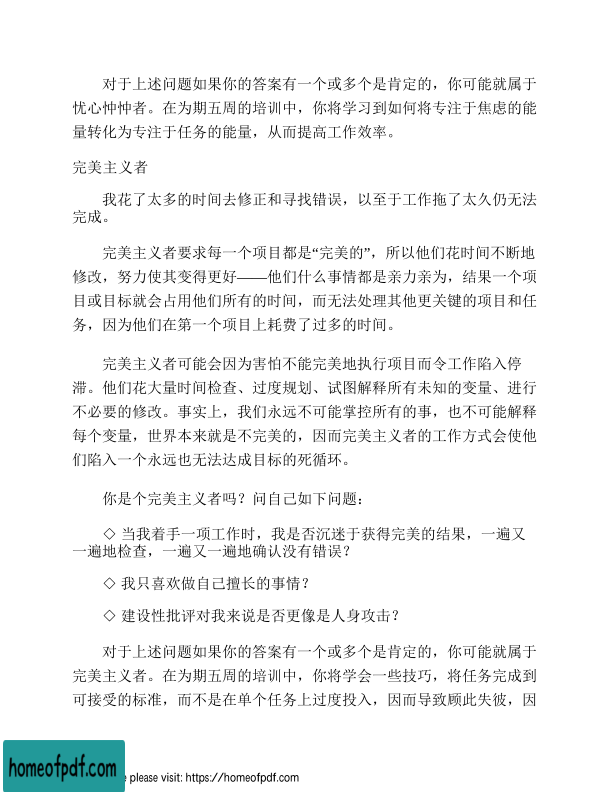 对于上述问题如果你的答案有一个或多个是肯定的，你可能就属于
忧心忡忡者。在为期五周的培训中，你将学习到如何将专注于焦虑的能
量转化为专注于任务的能量，从而提高工作效率。
完美主义者
我花了太多的时间去修正和寻找错误，以至于工作拖了太久仍无法
完成。
完美主义者要求每一个项目都是“完美的”，所以他们花时间不断地
修改，努力使其变得更好——他们什么事情都是亲力亲为，结果一个项
目或目标就会占用他们所有的时间，而无法处理其他更关键的项目和任
务，因为他们在第一个项目上耗费了过多的时间。
完美主义者可能会因为害怕不能完美地执行项目而令工作陷入停
滞。他们花大量时间检查、过度规划、试图解释所有未知的变量、进行
不必要的修改。事实上，我们永远不可能掌控所有的事，也不可能解释
每个变量，世界本来就是不完美的，因而完美主义者的工作方式会使他
们陷入一个永远也无法达成目标的死循环。
你是个完美主义者吗？问自己如下问题：
◇ 当我着手一项工作时，我是否沉迷于获得完美的结果，一遍又
一遍地检查，一遍又一遍地确认没有错误？
◇ 我只喜欢做自己擅长的事情？
◇ 建设性批评对我来说是否更像是人身攻击？
对于上述问题如果你的答案有一个或多个是肯定的，你可能就属于
完美主义者。在为期五周的培训中，你将学会一些技巧，将任务完成到
可接受的标准，而不是在单个任务上过度投入，因而导致顾此失彼，因
homeofpdf.com
e please visit: https://homeofpdf.com